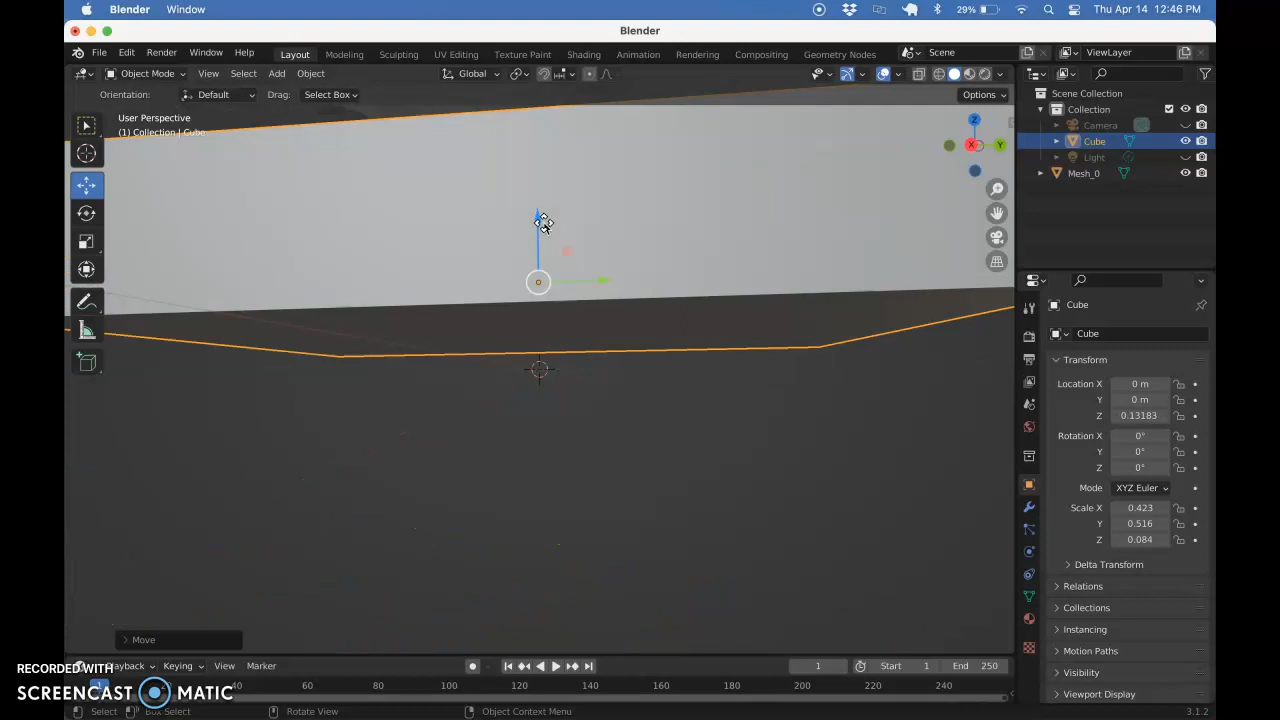 Blender Window 29% Thu Apr 14 12:46 PM
Blender
File Edit Render Window Help Layout Modeling Sculpting UV Editing Texture Paint Shading Animation Rendering Compositing Geometry Nodes Scene ViewLayer
Object Mode View Select Add Object Global
Orientation: Default Drag: Select Box Options
User Perspective
(1) Collection | Cube
Z
X Y
Scene Collection
Collection
Camera
Cube
Light
Mesh_0
Cube
Cube
Transform
Location X 0 m
Y 0 m
Z 0.13183
Rotation X 0°
Y 0°
Z 0°
Mode XYZ Euler
Scale X 0.423
Y 0.516
Z 0.084
Delta Transform
Relations
Collections
Instancing
Motion Paths
Visibility
Viewport Display
Move
Playback Keying View Marker 1 Start 1 End 250
1 20 40 60 80 100 120 140 160 180 200 220 240
Select Box Select Rotate View Object Context Menu 3.1.2
RECORDED WITH
SCREENCAST MATIC